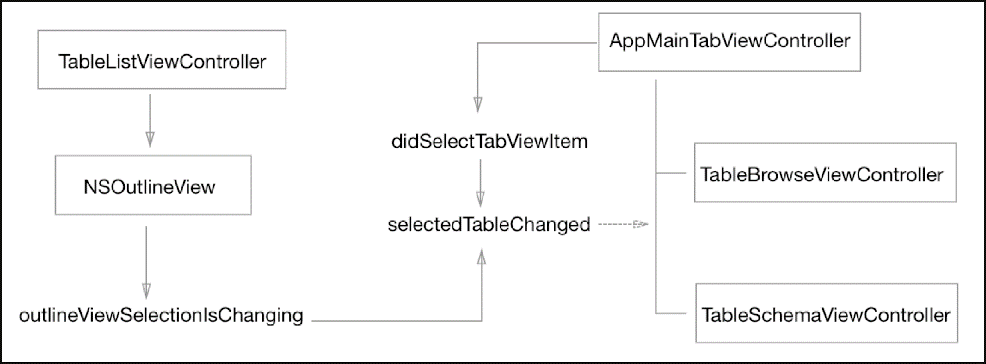 TableListViewController
AppMainTabViewController
didSelectTabViewItem
NSOutlineView
TableBrowseViewController
selectedTableChanged
outlineViewSelectionIsChanging
TableSchemaViewController